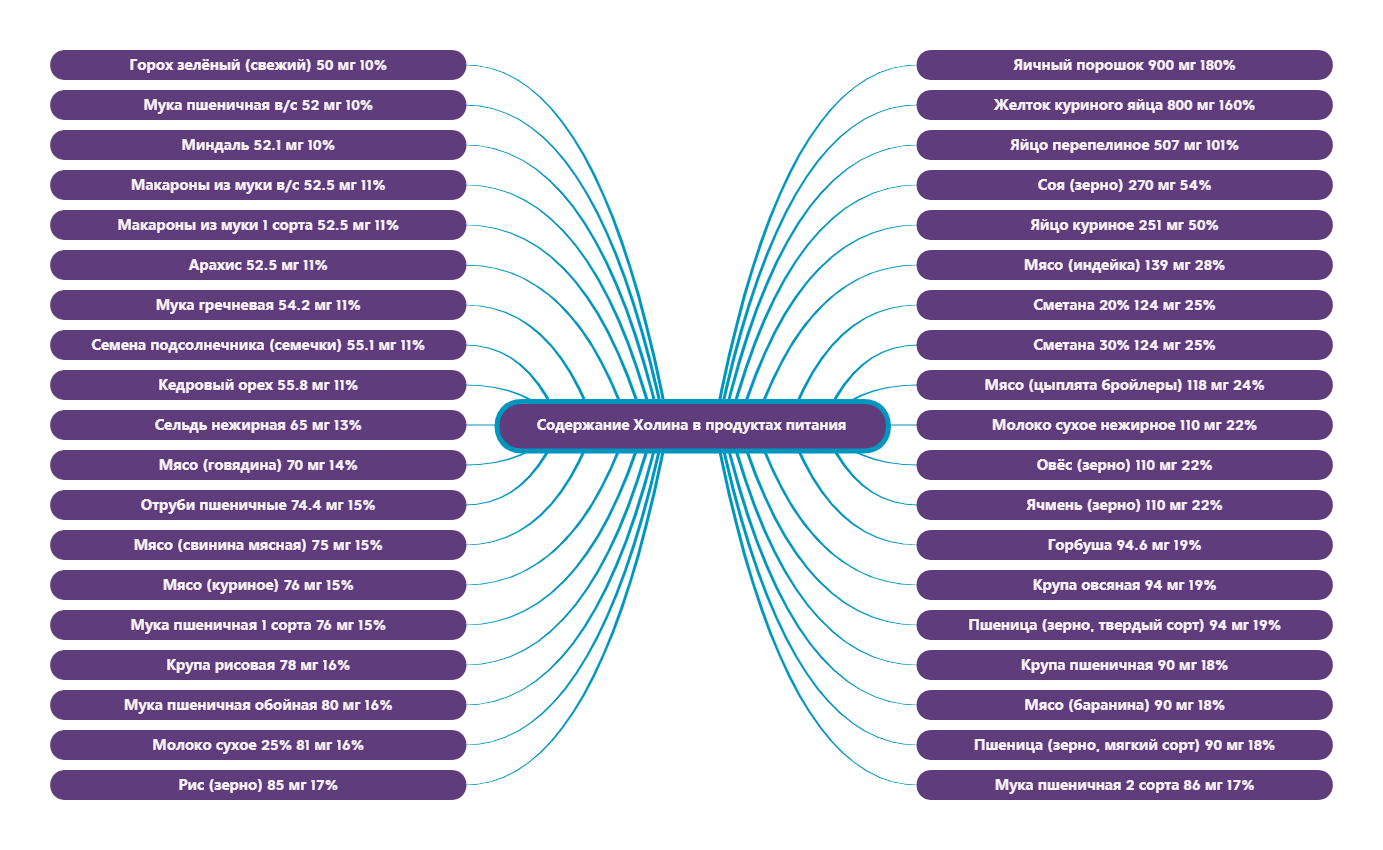 Горох зелёный (свежий) 50 мг 10%
Мука пшеничная в/с 52 мг 10%
Миндаль 52.1 мг 10%
Макароны из муки в/с 52.5 мг 11%
Макароны из муки 1 сорта 52.5 мг 11%
Арахис 52.5 мг 11%
Мука гречневая 54.2 мг 11%
Семена подсолнечника (семечки) 55.1 мг 11%
Кедровый орех 55.8 мг 11%
Сельдь нежирная 65 мг 13%
Мясо (говядина) 70 мг 14%
Отруби пшеничные 74.4 мг 15%
Мясо (свинина мясная) 75 мг 15%
Мясо (куриное) 76 мг 15%
Мука пшеничная 1 сорта 76 мг 15%
Крупа рисовая 78 мг 16%
Мука пшеничная обойная 80 мг 16%
Молоко сухое 25% 81 мг 16%
Рис (зерно) 85 мг 17%
Содержание Холина в продуктах питания
Яичный порошок 900 мг 180%
Желток куриного яйца 800 мг 160%
Яйцо перепелиное 507 мг 101%
Соя (зерно) 270 мг 54%
Яйцо куриное 251 мг 50%
Мясо (индейка) 139 мг 28%
Сметана 20% 124 мг 25%
Сметана 30% 124 мг 25%
Мясо (цыплята бройлеры) 118 мг 24%
Молоко сухое нежирное 110 мг 22%
Овёс (зерно) 110 мг 22%
Ячмень (зерно) 110 мг 22%
Горбуша 94.6 мг 19%
Крупа овсяная 94 мг 19%
Пшеница (зерно, твердый сорт) 94 мг 19%
Крупа пшеничная 90 мг 18%
Мясо (баранина) 90 мг 18%
Пшеница (зерно, мягкий сорт) 90 мг 18%
Мука пшеничная 2 сорта 86 мг 17%